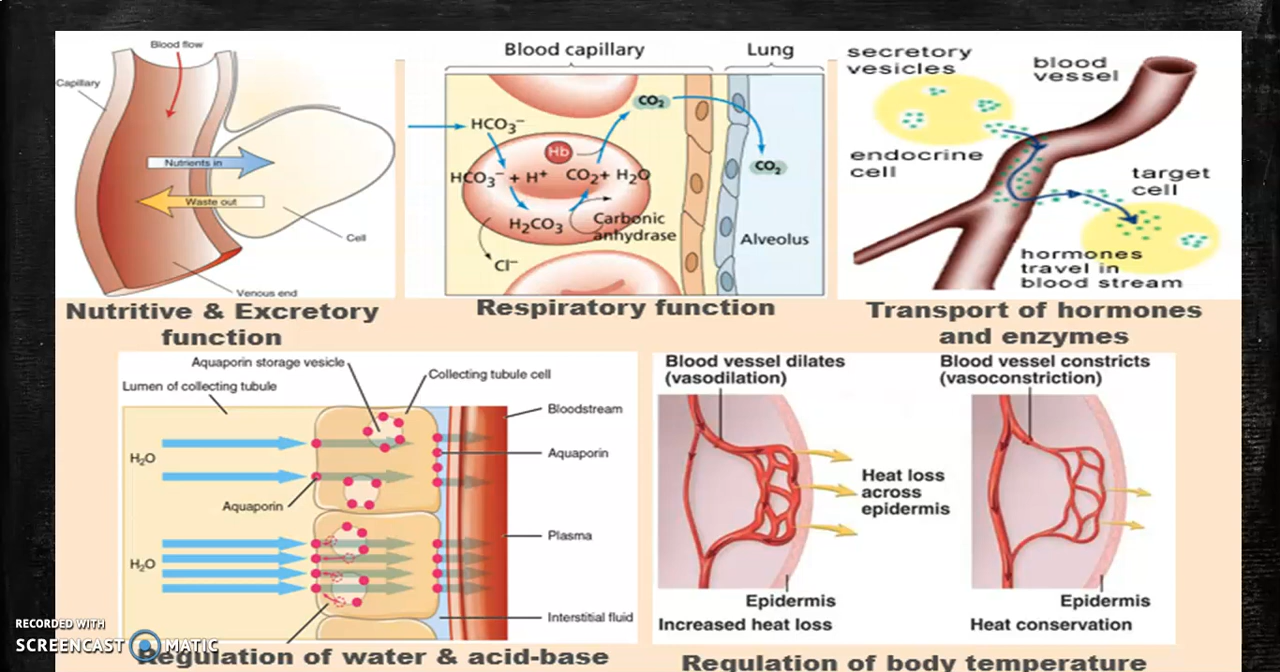 Blood flow
Capillary
Nutrients in
Waste out
Cell
Venous end
Nutritive & Excretory
function
Blood capillary
Lung
CO₂
HCO₃⁻
Hb
HCO₃⁻ + H⁺
CO₂+ H₂O
CO₂
H₂CO₃
Carbonic
anhydrase
Cl⁻
Alveolus
Respiratory function
secretory
vesicles
blood
vessel
endocrine
cell
target
cell
hormones
travel in
blood stream
Transport of hormones
and enzymes
Aquaporin storage vesicle
Collecting tubule cell
Lumen of collecting tubule
Bloodstream
H₂O
Aquaporin
Aquaporin
Plasma
H₂O
Interstitial fluid
Regulation of water & acid-base
Blood vessel dilates
(vasodilation)
Heat loss
across
epidermis
Epidermis
Increased heat loss
Blood vessel constricts
(vasoconstriction)
Epidermis
Heat conservation
Regulation of body temperature
RECORDED WITH
SCREENCAST MATIC